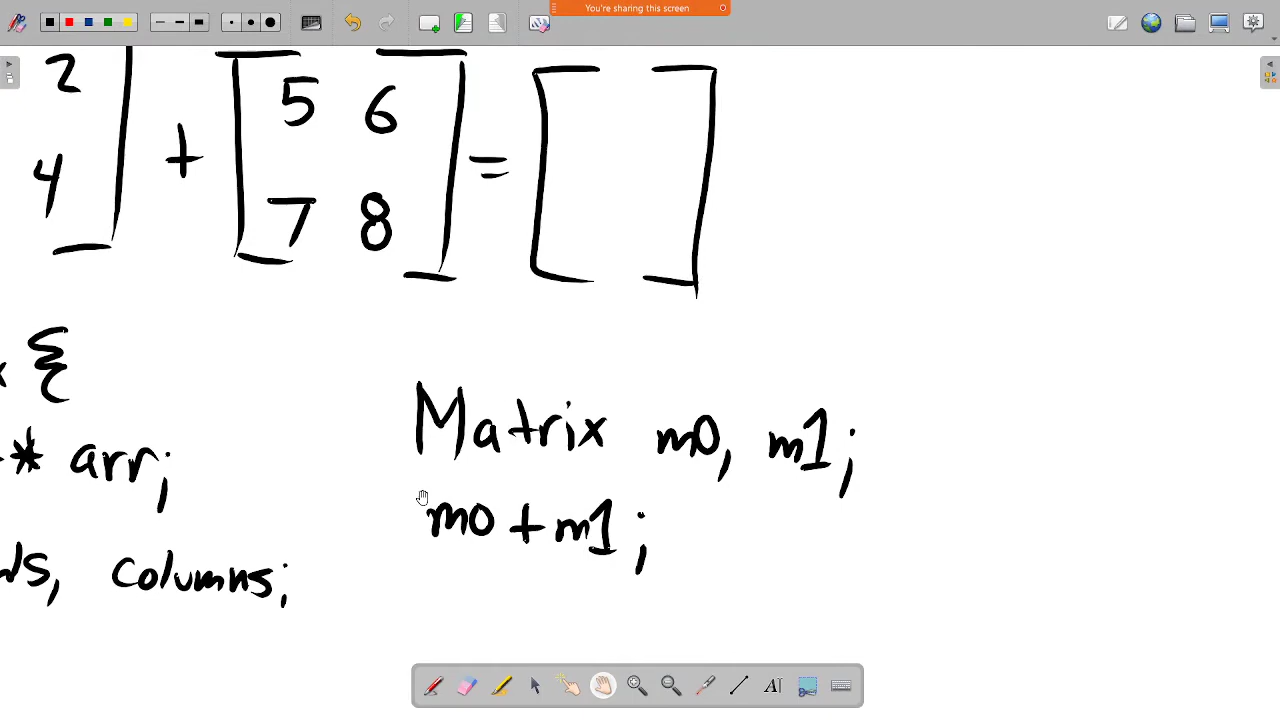 You're sharing this screen
2
5 6
4
+
=
7 8
{
* arr;
Matrix m0, m1;
m0 + m1;
columns;